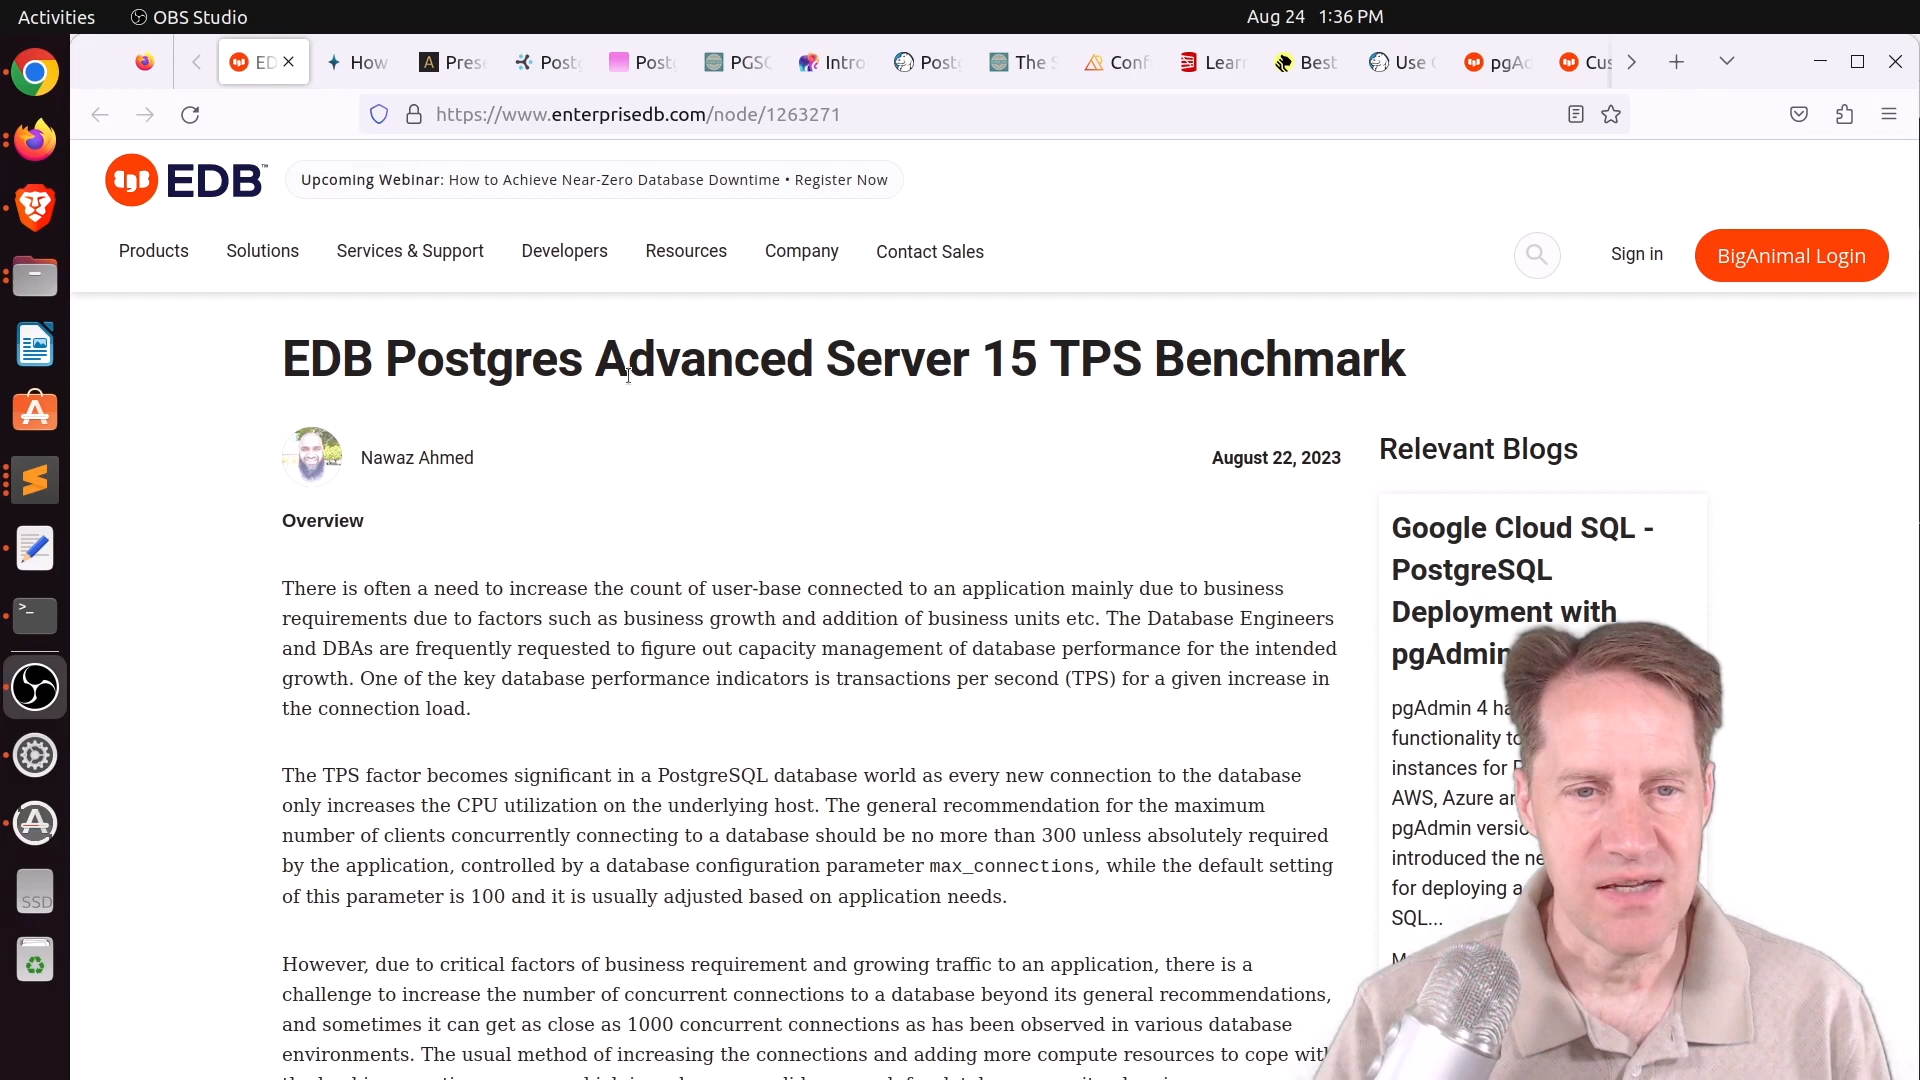 Activities
OBS Studio
Aug 24 1:36 PM
ED
How
Prese
Post
Post
PGSC
Intro
Post
The S
Conf
Lear
Best
Use
pgAd
Cus
https://www.enterprisedb.com/node/1263271
EDB™
Upcoming Webinar: How to Achieve Near-Zero Database Downtime • Register Now
Products
Solutions
Services & Support
Developers
Resources
Company
Contact Sales
Sign in
BigAnimal Login
EDB Postgres Advanced Server 15 TPS Benchmark
Nawaz Ahmed
August 22, 2023
Overview
There is often a need to increase the count of user-base connected to an application mainly due to business
requirements due to factors such as business growth and addition of business units etc. The Database Engineers
and DBAs are frequently requested to figure out capacity management of database performance for the intended
growth. One of the key database performance indicators is transactions per second (TPS) for a given increase in
the connection load.
The TPS factor becomes significant in a PostgreSQL database world as every new connection to the database
only increases the CPU utilization on the underlying host. The general recommendation for the maximum
number of clients concurrently connecting to a database should be no more than 300 unless absolutely required
by the application, controlled by a database configuration parameter max_connections, while the default setting
of this parameter is 100 and it is usually adjusted based on application needs.
However, due to critical factors of business requirement and growing traffic to an application, there is a
challenge to increase the number of concurrent connections to a database beyond its general recommendations,
and sometimes it can get as close as 1000 concurrent connections as has been observed in various database
environments. The usual method of increasing the connections and adding more compute resources to cope with
Relevant Blogs
Google Cloud SQL -
PostgreSQL
Deployment with
pgAdmin
pgAdmin 4 ha
functionality to
instances for
AWS, Azure an
pgAdmin versio
introduced the ne
for deploying a
SQL...
SSD